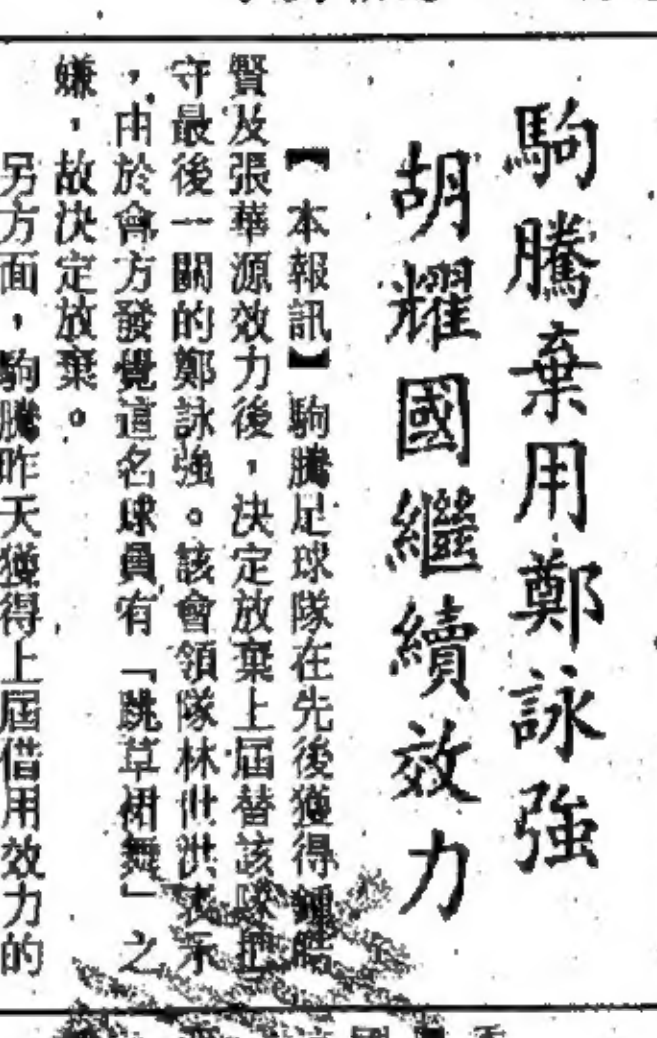 駒騰棄用鄭詠強
胡耀國繼續效力
【本報訊】駒騰足球隊在先後獲得鍾
賢及張華源效力後，決定放棄上屆替該隊把
守最後一關的鄭詠強。該會領隊林世洪表示
，由於會方發覺這名球員有「跳草裙舞」之
嫌，故決定放棄。
另方面，駒騰昨天獲得上屆借用效力的